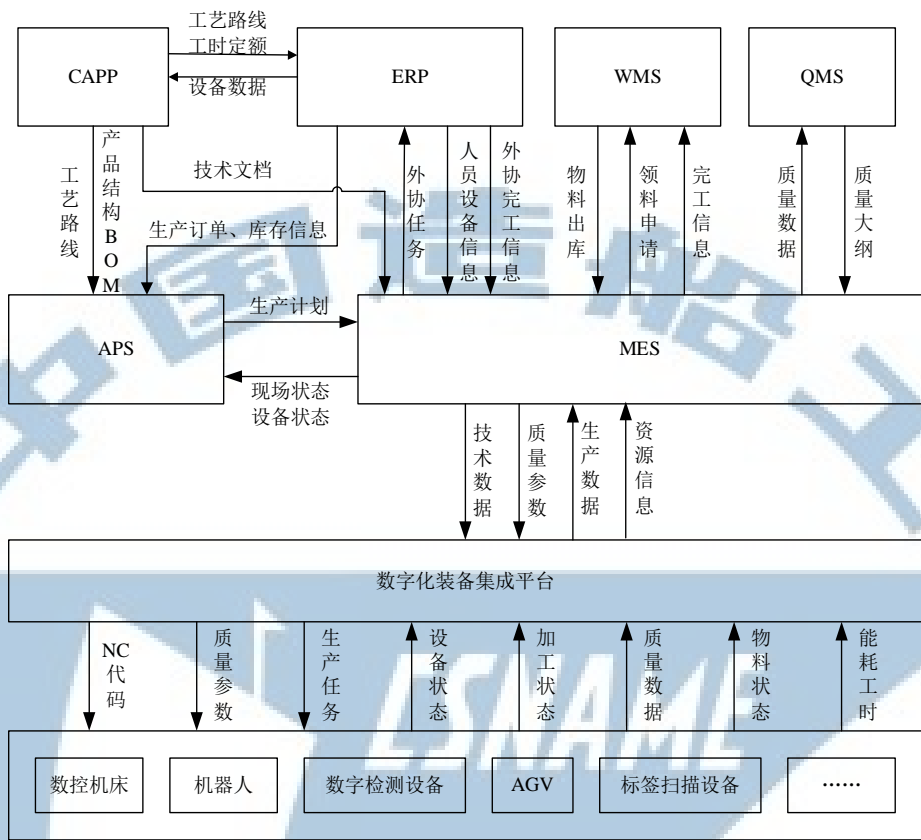 工艺路线
工时定额
设备数据
CAPP
ERP
WMS
QMS
工艺路线
产品结构BOM
技术文档
生产订单、库存信息
外协任务
人员设备信息
外协完工信息
物料出库
领料申请
完工信息
质量数据
质量大纲
APS
生产计划
现场状态
设备状态
MES
技术数据
质量参数
生产数据
资源信息
数字化装备集成平台
NC
代码
质量参数
生产任务
设备状态
加工状态
质量数据
物料状态
能耗工时
数控机床
机器人
数字检测设备
AGV
标签扫描设备
……
中国造船工
CSNAME